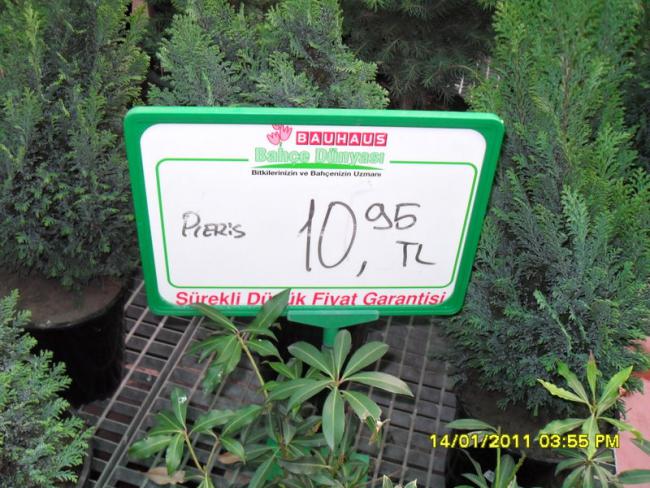 BAUHAUS
Bahçe Dünyası
Bitkilerinizin ve Bahçenizin Uzmanı
Pieris 10,95 TL
Sürekli Düşük Fiyat Garantisi
14/01/2011 03:55 PM